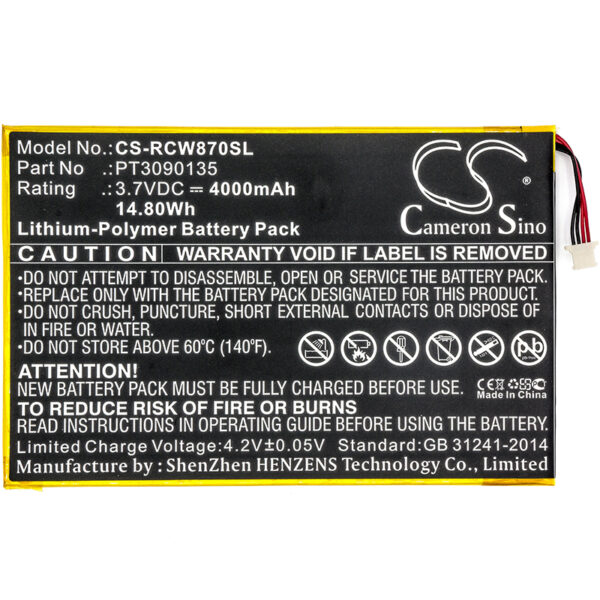 Model No.: CS-RCW870SL
Part No .: PT3090135
Rating .: 3.7VDC ⎓ 4000mAh
14.80Wh
Lithium-Polymer Battery Pack
CS ®
Cameron Sino
CAUTION WARRANTY VOID IF LABEL IS REMOVED
•DO NOT ATTEMPT TO DISASSEMBLE, OPEN OR SERVICE THE BATTERY PACK.
•REPLACE ONLY WITH THE BATTERY DESIGNATED FOR THIS PRODUCT.
•DO NOT CRUSH, PUNCTURE, SHORT EXTERNAL CONTACTS OR DISPOSE OF
IN FIRE OR WATER.
•DO NOT STORE ABOVE 60°C (140°F).
Pb
ATTENTION!
NEW BATTERY PACK MUST BE FULLY CHARGED BEFORE FIRST USE.
CE
Made In China
TO REDUCE RISK OF FIRE OR BURNS
READ INSTRUCTIONS IN OPERATING GUIDE BEFORE USING BATTERY.
Limited Charge Voltage:4.2V±0.05V Standard:GB 31241-2014
Manufacture by : ShenZhen HENZENS Technology Co., Limited